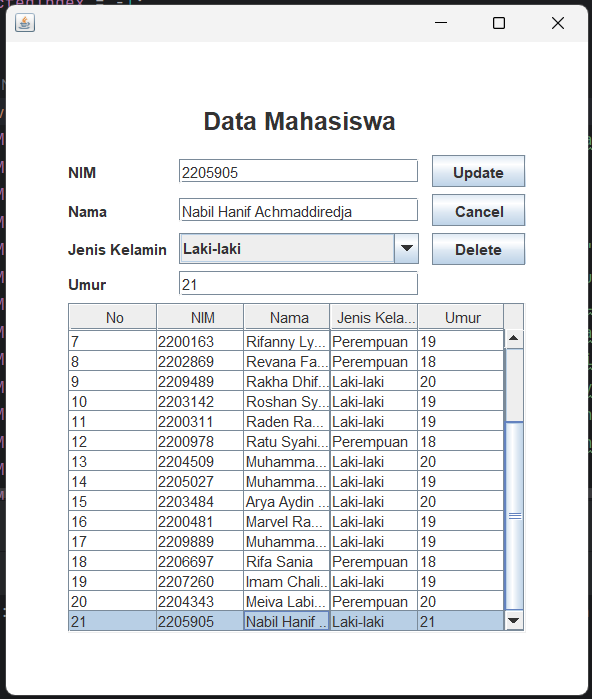 Data Mahasiswa
NIM 2205905 Update
Nama Nabil Hanif Achmaddiredja Cancel
Jenis Kelamin Laki-laki Delete
Umur 21
No NIM Nama Jenis Kela... Umur
7 2200163 Rifanny Ly... Perempuan 19
8 2202869 Revana Fa... Perempuan 18
9 2209489 Rakha Dhif... Laki-laki 20
10 2203142 Roshan Sy... Laki-laki 19
11 2200311 Raden Ra... Laki-laki 19
12 2200978 Ratu Syahi... Perempuan 18
13 2204509 Muhamma... Laki-laki 20
14 2205027 Muhamma... Laki-laki 19
15 2203484 Arya Aydin ... Laki-laki 20
16 2200481 Marvel Ra... Laki-laki 19
17 2209889 Muhamma... Laki-laki 19
18 2206697 Rifa Sania Perempuan 18
19 2207260 Imam Chali... Laki-laki 19
20 2204343 Meiva Labi... Perempuan 20
21 2205905 Nabil Hanif ... Laki-laki 21